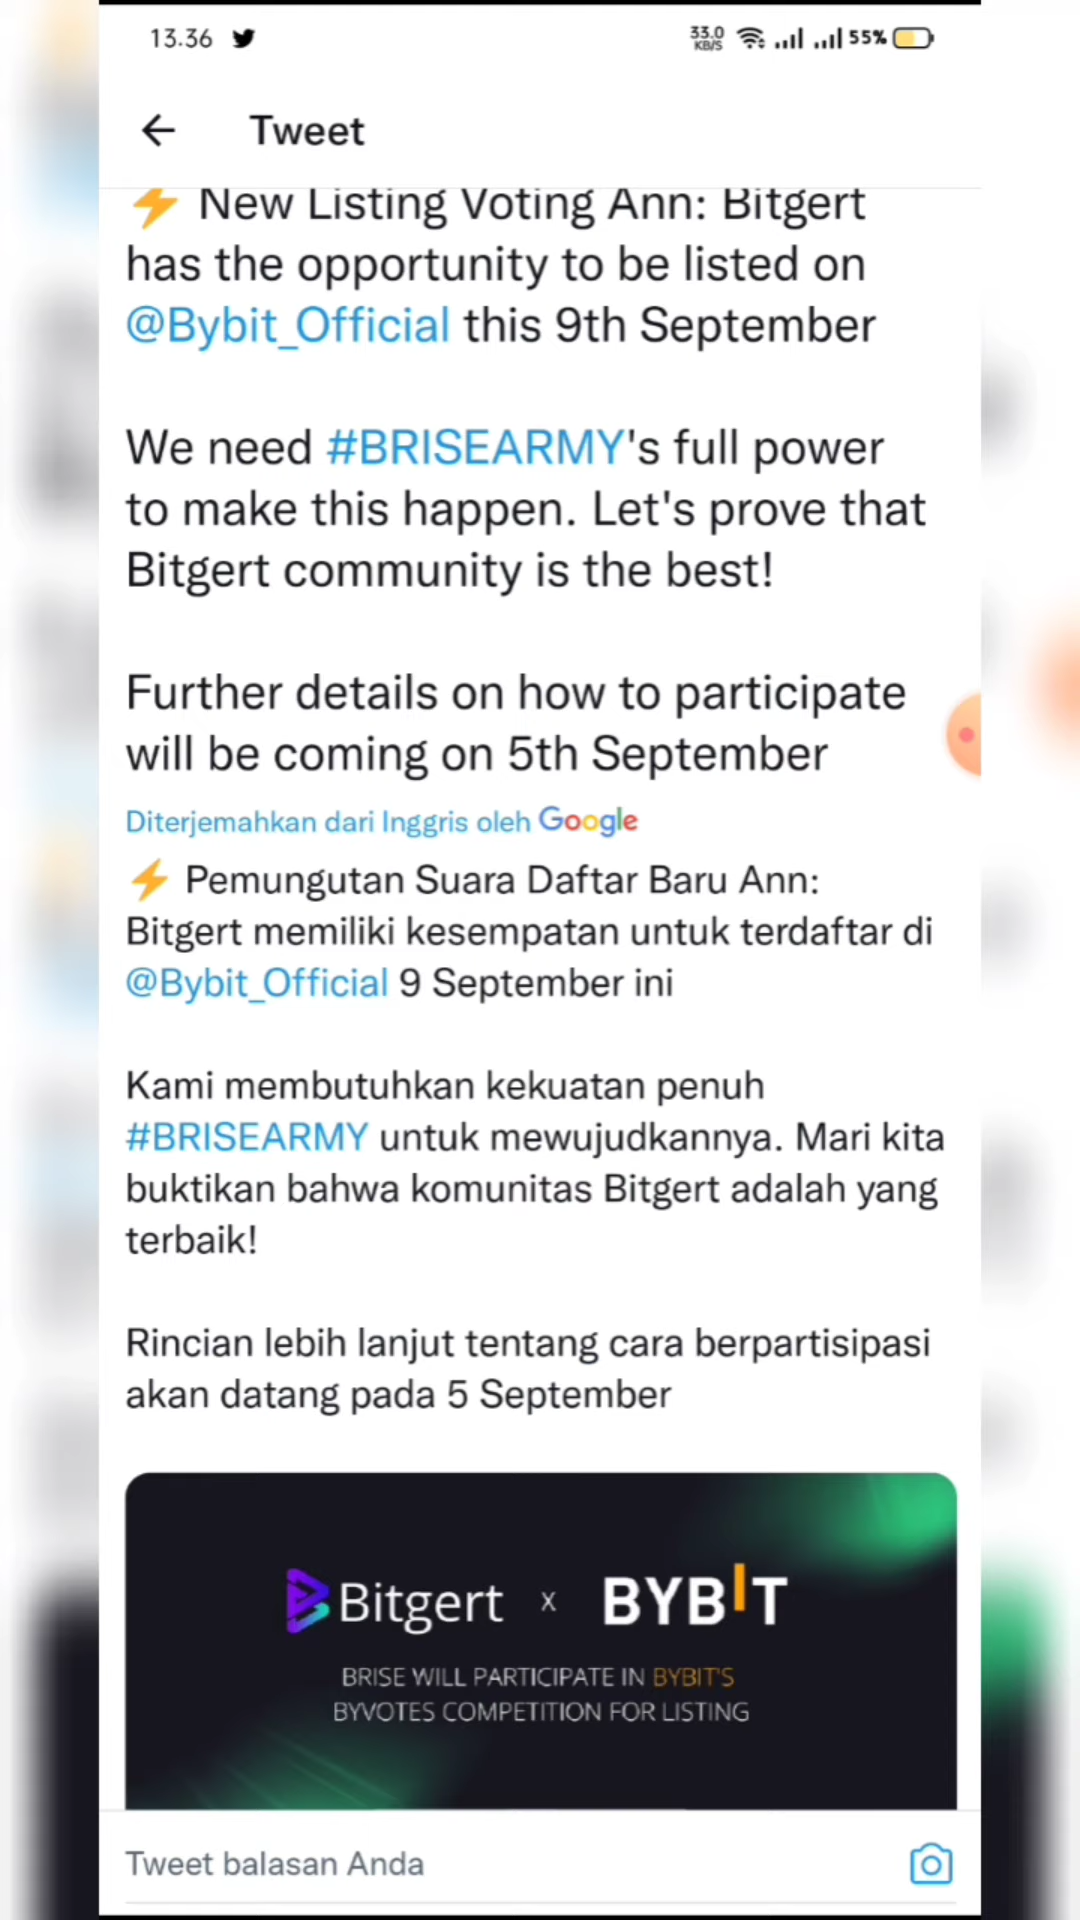 13.36
33.0
KB/S
55%
Tweet
⚡ New Listing Voting Ann: Bitgert
has the opportunity to be listed on
@Bybit_Official this 9th September
We need #BRISEARMY's full power
to make this happen. Let's prove that
Bitgert community is the best!
Further details on how to participate
will be coming on 5th September
Diterjemahkan dari Inggris oleh Google
⚡ Pemungutan Suara Daftar Baru Ann:
Bitgert memiliki kesempatan untuk terdaftar di
@Bybit_Official 9 September ini
Kami membutuhkan kekuatan penuh
#BRISEARMY untuk mewujudkannya. Mari kita
buktikan bahwa komunitas Bitgert adalah yang
terbaik!
Rincian lebih lanjut tentang cara berpartisipasi
akan datang pada 5 September
Bitgert x BYBIT
BRISE WILL PARTICIPATE IN BYBIT'S
BYVOTES COMPETITION FOR LISTING
Tweet balasan Anda